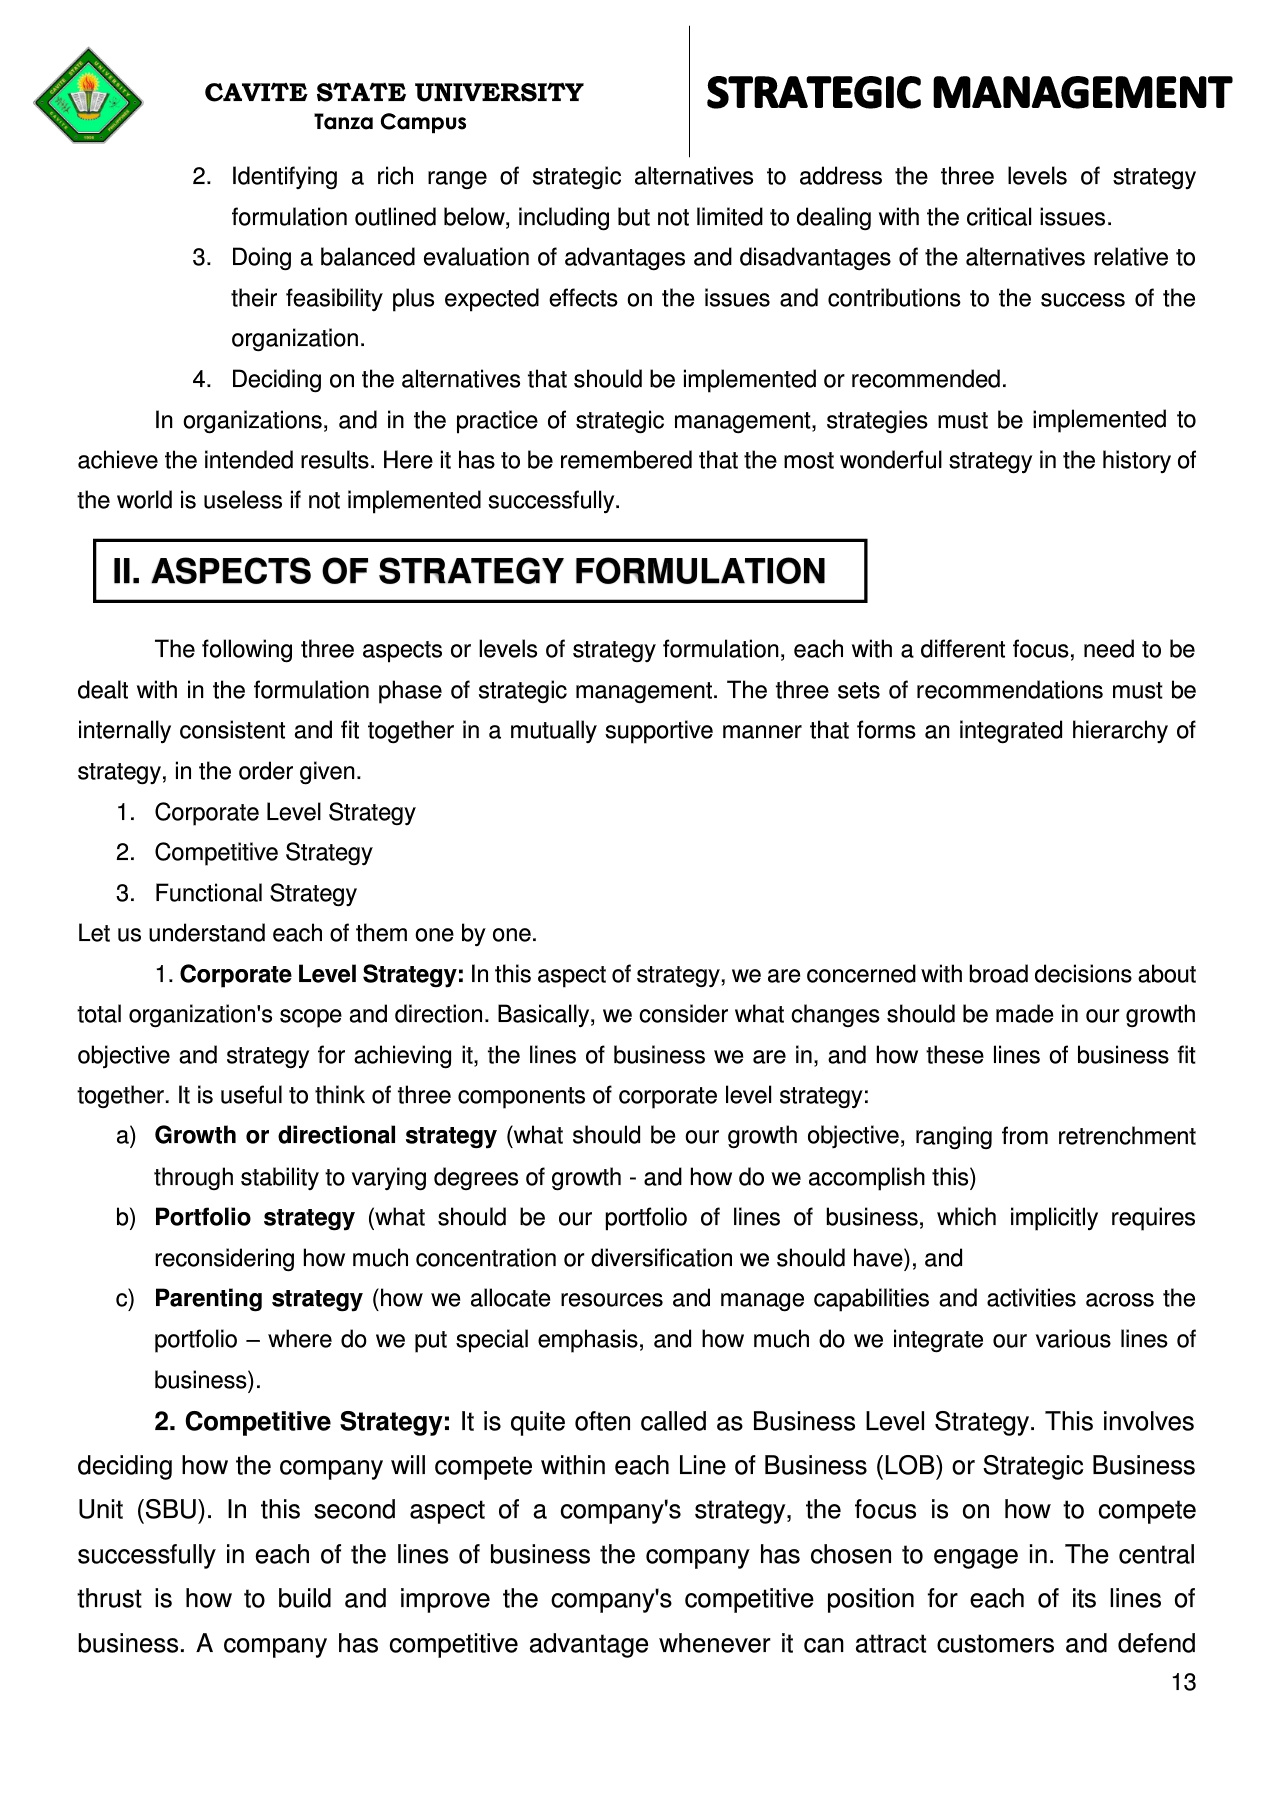 CAVITE STATE UNIVERSITY
Tanza Campus
STRATEGIC MANAGEMENT
2. Identifying a rich range of strategic alternatives to address the three levels of strategy
formulation outlined below, including but not limited to dealing with the critical issues.
3. Doing a balanced evaluation of advantages and disadvantages of the alternatives relative to
their feasibility plus expected effects on the issues and contributions to the success of the
organization.
4. Deciding on the alternatives that should be implemented or recommended.
In organizations, and in the practice of strategic management, strategies must be implemented to
achieve the intended results. Here it has to be remembered that the most wonderful strategy in the history of
the world is useless if not implemented successfully.
II. ASPECTS OF STRATEGY FORMULATION
The following three aspects or levels of strategy formulation, each with a different focus, need to be
dealt with in the formulation phase of strategic management. The three sets of recommendations must be
internally consistent and fit together in a mutually supportive manner that forms an integrated hierarchy of
strategy, in the order given.
1. Corporate Level Strategy
2. Competitive Strategy
3. Functional Strategy
Let us understand each of them one by one.
1. Corporate Level Strategy: In this aspect of strategy, we are concerned with broad decisions about
total organization's scope and direction. Basically, we consider what changes should be made in our growth
objective and strategy for achieving it, the lines of business we are in, and how these lines of business fit
together. It is useful to think of three components of corporate level strategy:
a) Growth or directional strategy (what should be our growth objective, ranging from retrenchment
through stability to varying degrees of growth - and how do we accomplish this)
b) Portfolio strategy (what should be our portfolio of lines of business, which implicitly requires
reconsidering how much concentration or diversification we should have), and
c) Parenting strategy (how we allocate resources and manage capabilities and activities across the
portfolio – where do we put special emphasis, and how much do we integrate our various lines of
business).
2. Competitive Strategy: It is quite often called as Business Level Strategy. This involves
deciding how the company will compete within each Line of Business (LOB) or Strategic Business
Unit (SBU). In this second aspect of a company's strategy, the focus is on how to compete
successfully in each of the lines of business the company has chosen to engage in. The central
thrust is how to build and improve the company's competitive position for each of its lines of
business. A company has competitive advantage whenever it can attract customers and defend
13